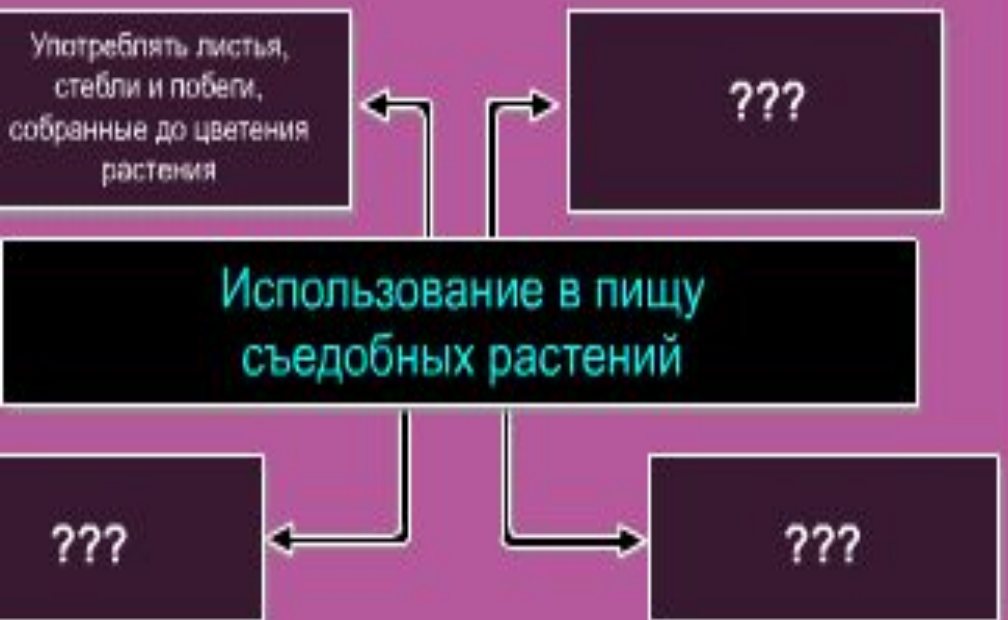 Употреблять листья,
стебли и побеги,
собранные до цветения
растения
???
Использование в пищу
съедобных растений
???
???